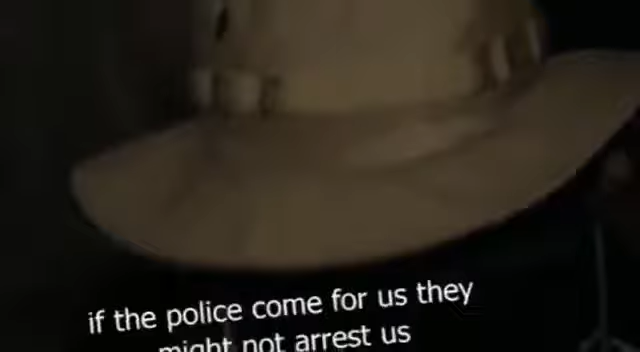 if the police come for us they
might not arrest us